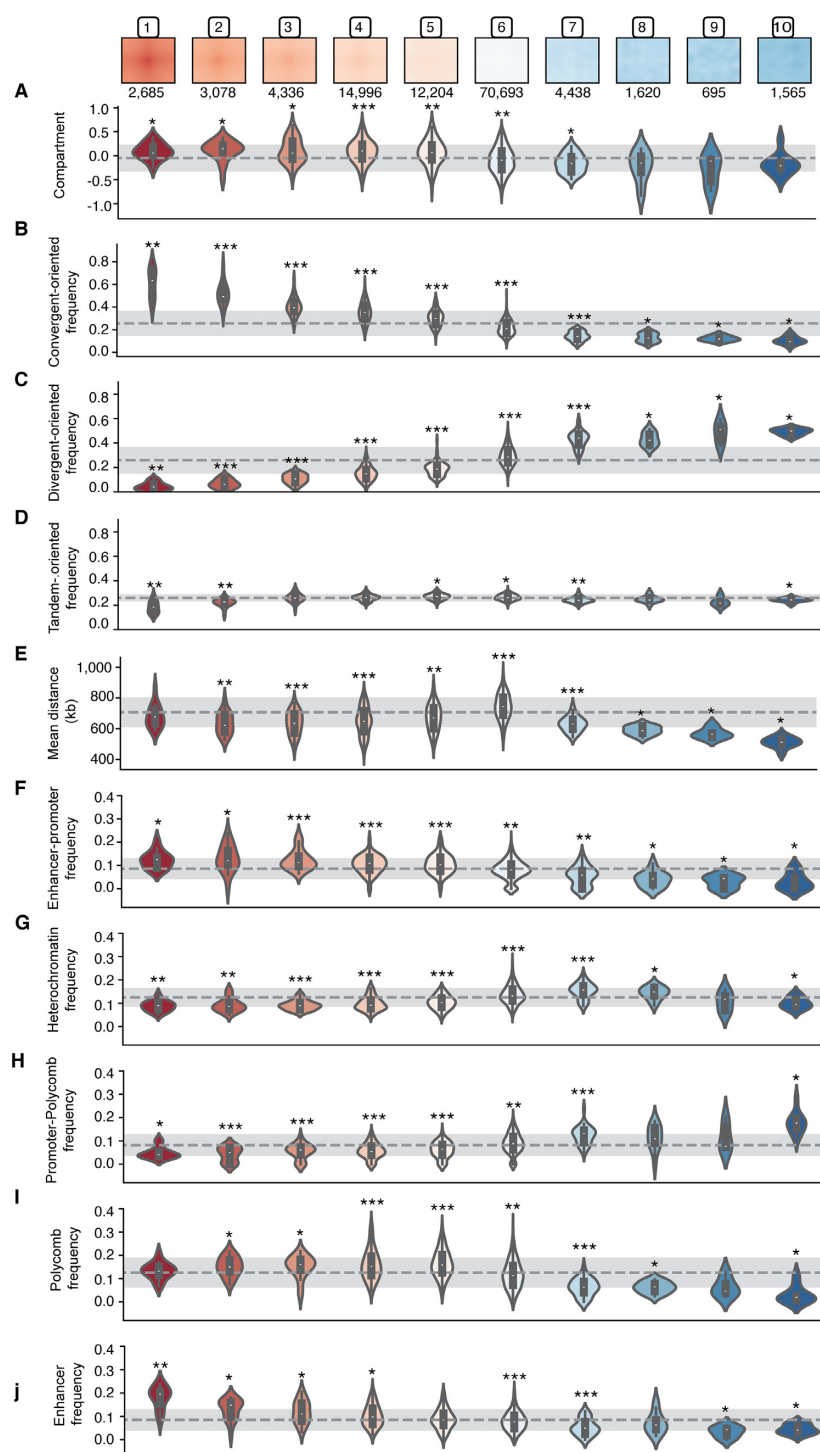 1 2 3 4 5 6 7 8 9 10
2,685 3,078 4,336 14,996 12,204 70,693 4,438 1,620 695 1,565
A
* * * *** ** ** *
Compartment
1.0
0.5
0.0
-0.5
-1.0
B
** *** *** *** *** *** *** * * *
Convergent-oriented
frequency
0.8
0.6
0.4
0.2
0.0
C
** *** *** *** *** *** *** * * *
Divergent-oriented
frequency
0.8
0.6
0.4
0.2
0.0
D
** ** * * ** *
Tandem-.oriented
frequency
0.8
0.6
0.4
0.2
0.0
E
** *** *** ** *** *** * * *
Mean distance
(kb)
1,000
800
600
400
F
* * *** *** *** ** ** * * *
Enhancer-promoter
frequency
0.4
0.3
0.2
0.1
0.0
G
** ** *** *** *** *** *** * *
Heterochromatin
frequency
0.4
0.3
0.2
0.1
0.0
H
* *** *** *** *** ** *** *
Promoter-Polycomb
frequency
0.4
0.3
0.2
0.1
0.0
I
* * *** *** ** *** * *
Polycomb
frequency
0.4
0.3
0.2
0.1
0.0
j
** * * * *** *** * *
Enhancer
frequency
0.4
0.3
0.2
0.1
0.0